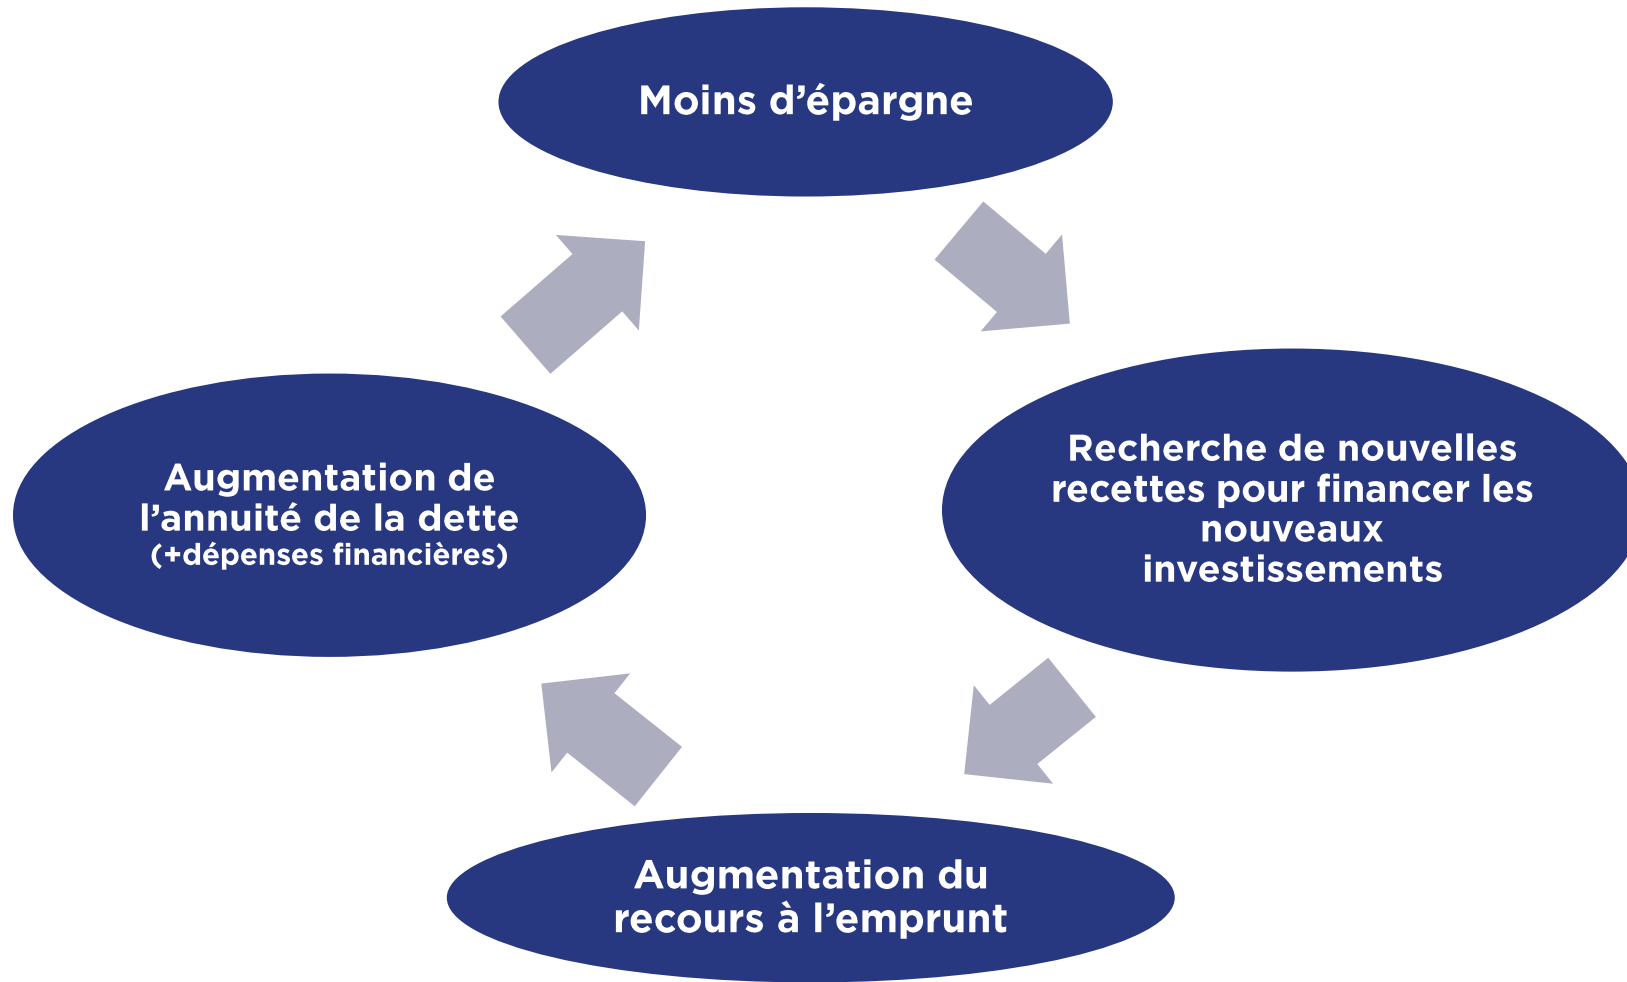 Moins d’épargne
Recherche de nouvelles
recettes pour financer les
nouveaux
investissements
Augmentation de
l’annuité de la dette
(+dépenses financières)
Augmentation du
recours à l’emprunt